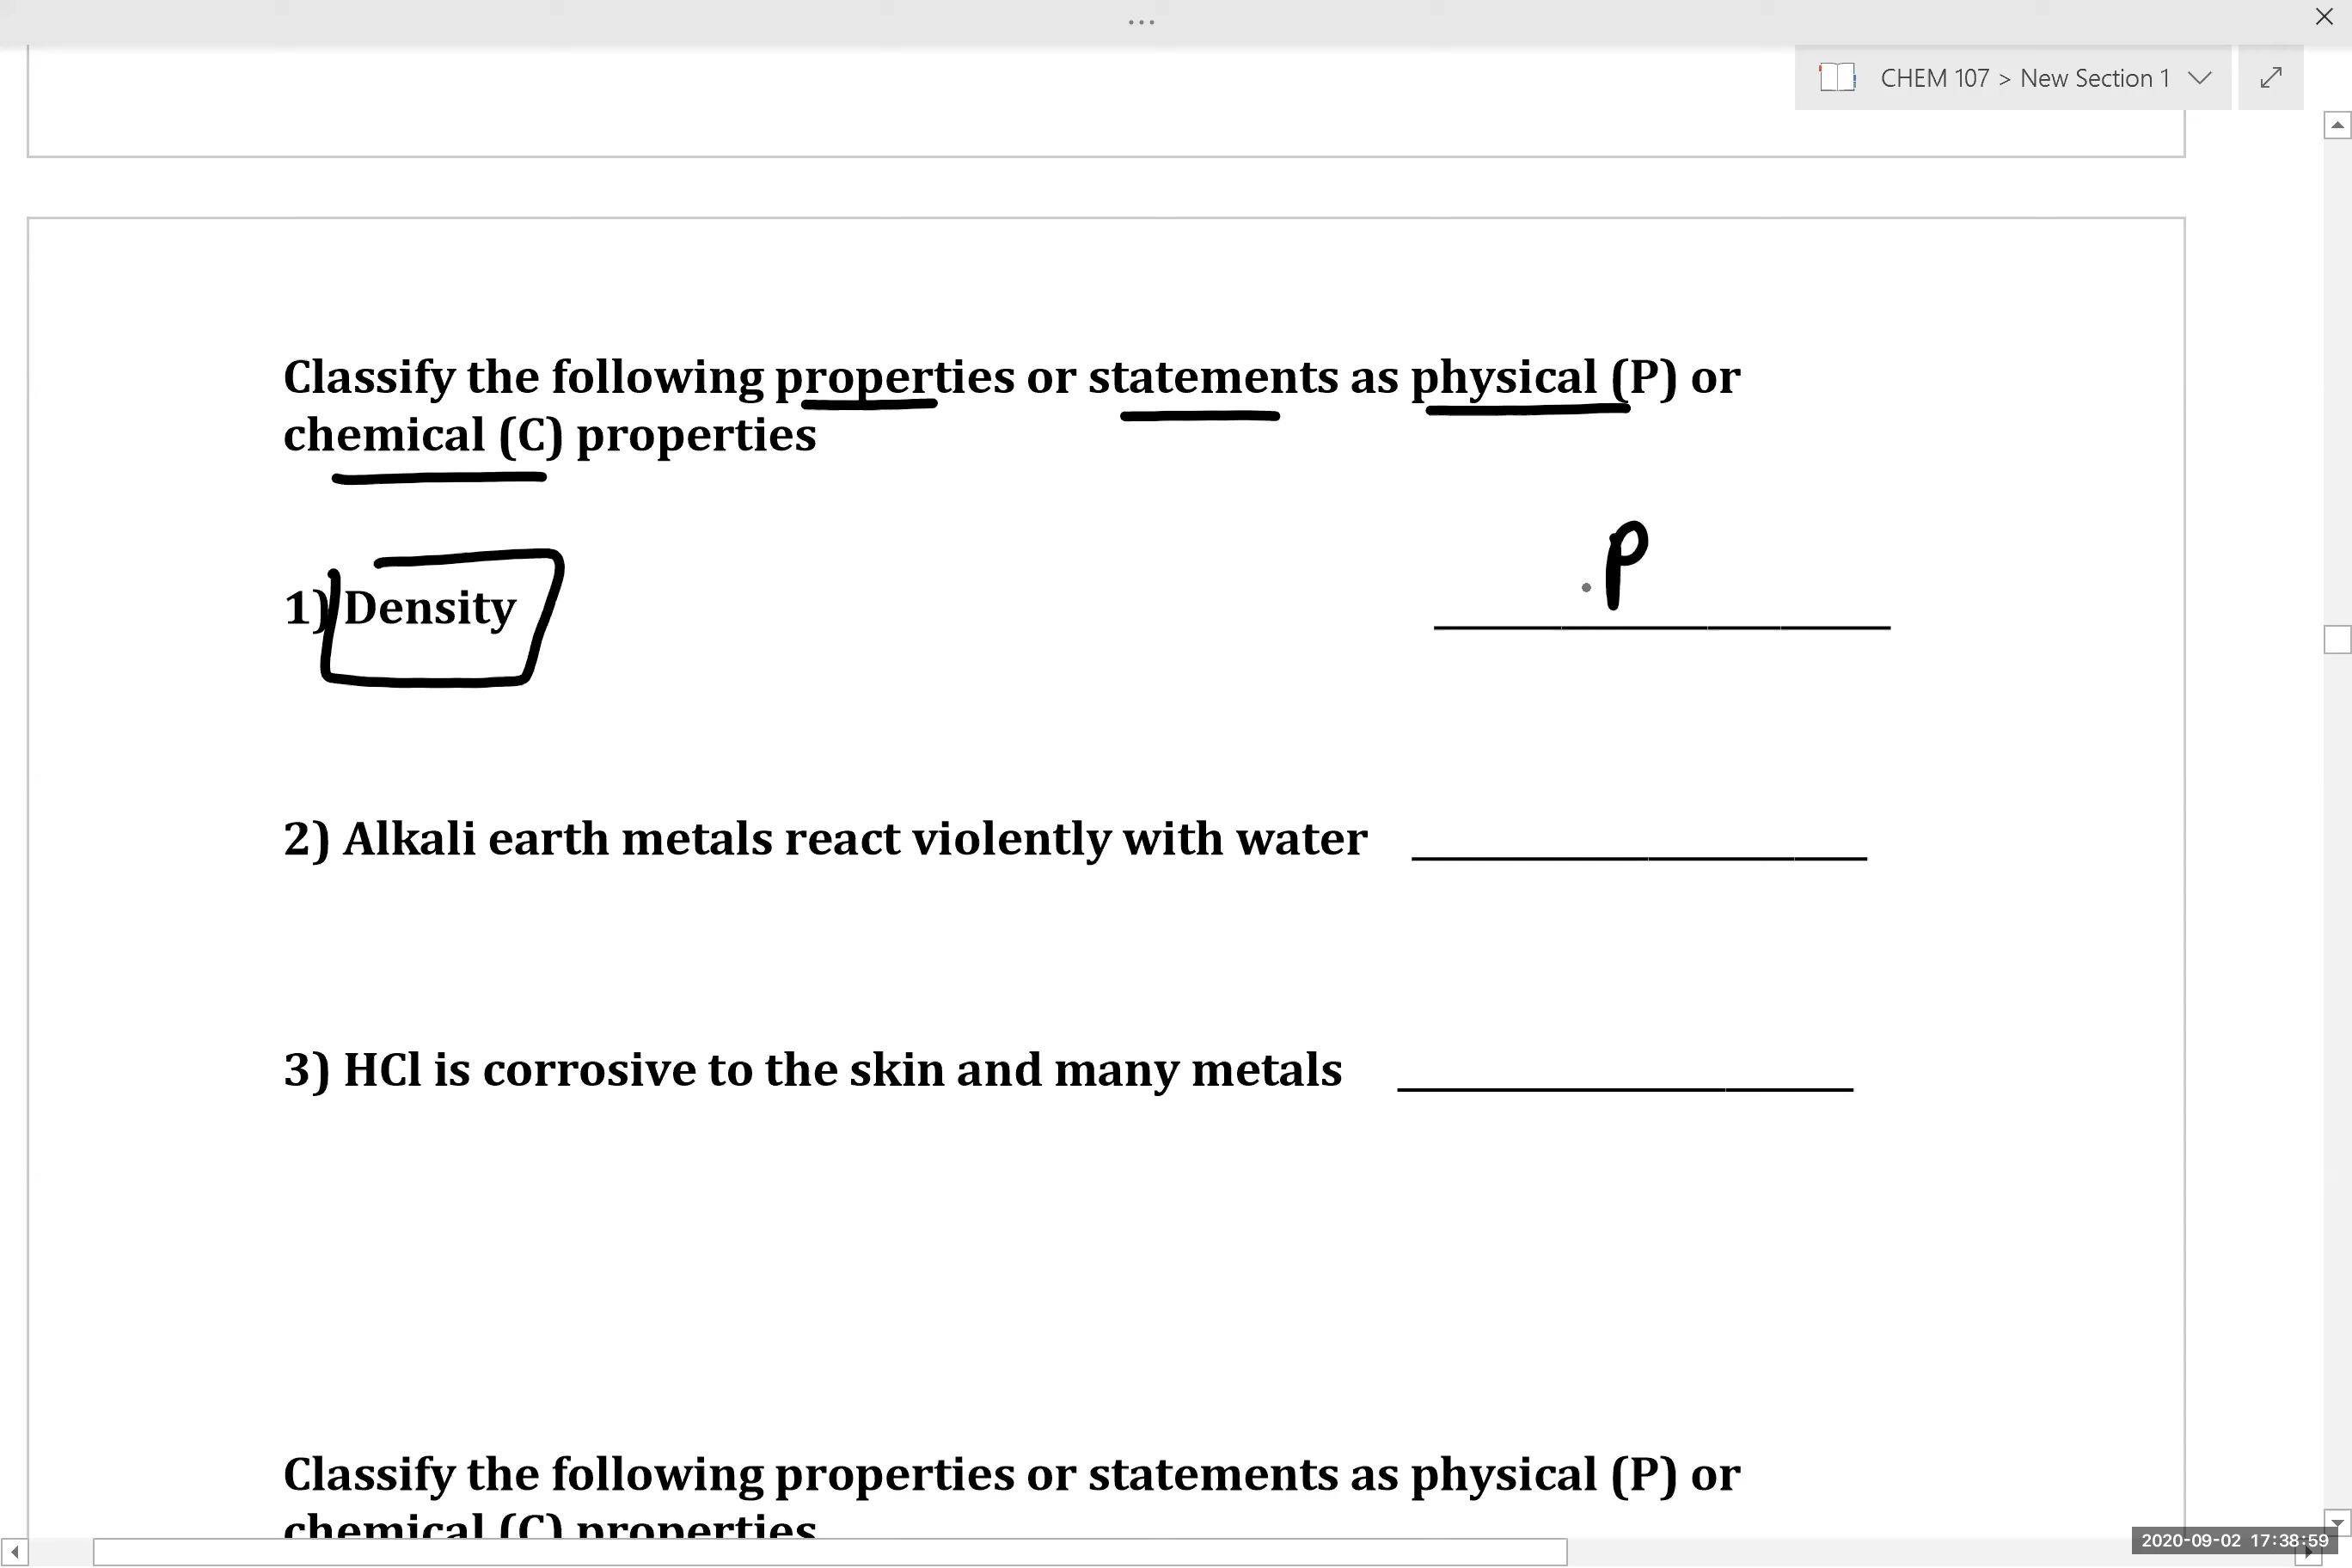 CHEM 107 > New Section 1
Classify the following properties or statements as physical (P) or
chemical (C) properties
P
1) Density
2) Alkali earth metals react violently with water
3) HCl is corrosive to the skin and many metals
Classify the following properties or statements as physical (P) or
chemical (C) properties
2020-09-02 17:38:59